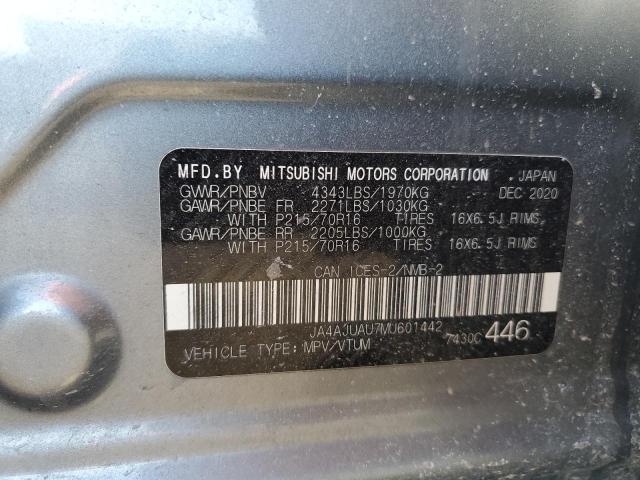 MFD.BY MITSUBISHI MOTORS CORPORATION JAPAN
GVWR/PNBV 4343LBS/1970KG DEC 2020
GAWR/PNBE FR 2271LBS/1030KG
WITH P215/70R16 TIRES 16X6.5J RIMS
GAWR/PNBE RR 2205LBS/1000KG
WITH P215/70R16 TIRES 16X6.5J RIMS
CAN ICES-2/NMB-2
JA4AJUAU7MU601442
VEHICLE TYPE: MPV/VTUM 7430C 446